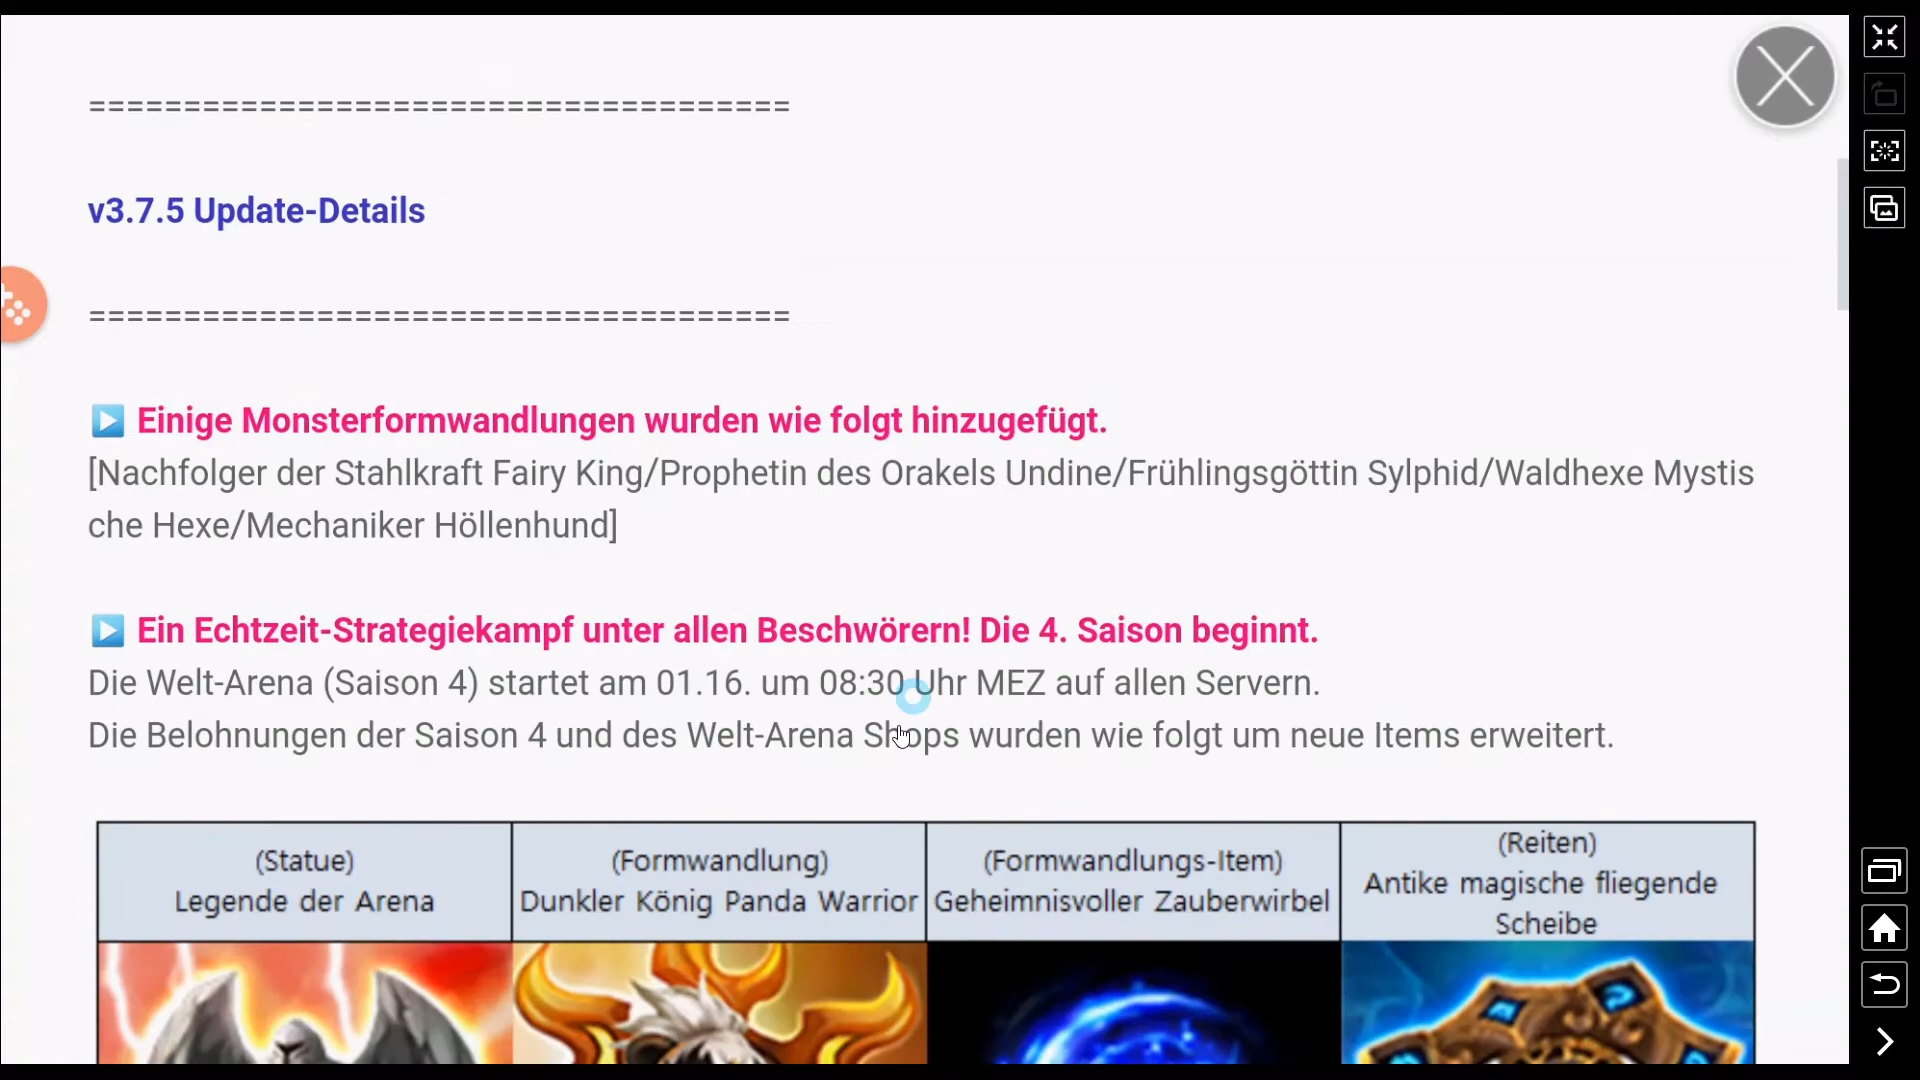 =====================================
v3.7.5 Update-Details
=====================================
Einige Monsterformwandlungen wurden wie folgt hinzugefügt.
[Nachfolger der Stahlkraft Fairy King/Prophetin des Orakels Undine/Frühlingsgöttin Sylphid/Waldhexe Mystis
che Hexe/Mechaniker Höllenhund]
Ein Echtzeit-Strategiekampf unter allen Beschwörern! Die 4. Saison beginnt.
Die Welt-Arena (Saison 4) startet am 01.16. um 08:30 Uhr MEZ auf allen Servern.
Die Belohnungen der Saison 4 und des Welt-Arena Shops wurden wie folgt um neue Items erweitert.
(Statue)
Legende der Arena
(Formwandlung)
Dunkler König Panda Warrior
(Formwandlungs-Item)
Geheimnisvoller Zauberwirbel
(Reiten)
Antike magische fliegende
Scheibe